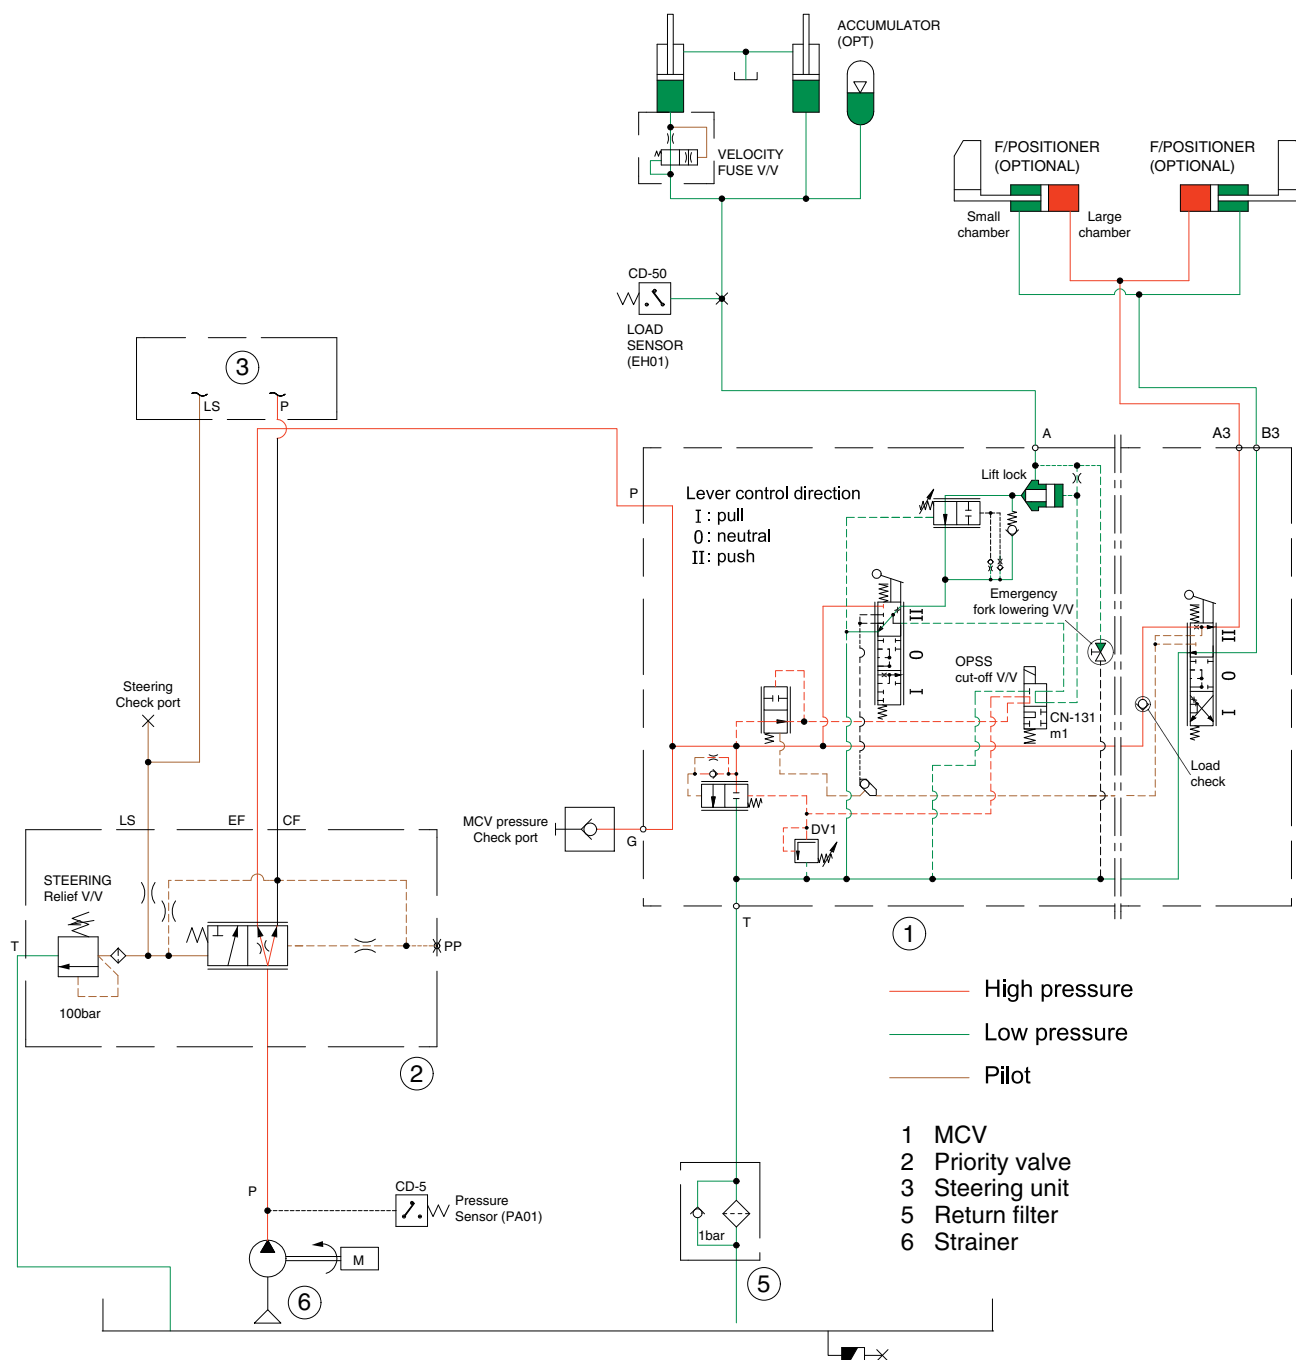 ACCUMULATOR
(OPT)
VELOCITY
FUSE V/V
F/POSITIONER
(OPTIONAL)
F/POSITIONER
(OPTIONAL)
Small
chamber
Large
chamber
CD-50
LOAD
SENSOR
(EH01)
3
LS
P
A
A3
B3
P
Lever control direction
I : pull
0 : neutral
II : push
Lift lock
Emergency
fork lowering V/V
II
0
I
II
0
I
OPSS
cut-off V/V
CN-131
m1
Load
check
Steering
Check port
MCV pressure
Check port
G
DV1
T
LS
EF
CF
STEERING
Relief V/V
T
PP
100bar
1
2
High pressure
Low pressure
Pilot
1 MCV
2 Priority valve
3 Steering unit
5 Return filter
6 Strainer
P
CD-5
Pressure
Sensor (PA01)
M
6
1bar
5